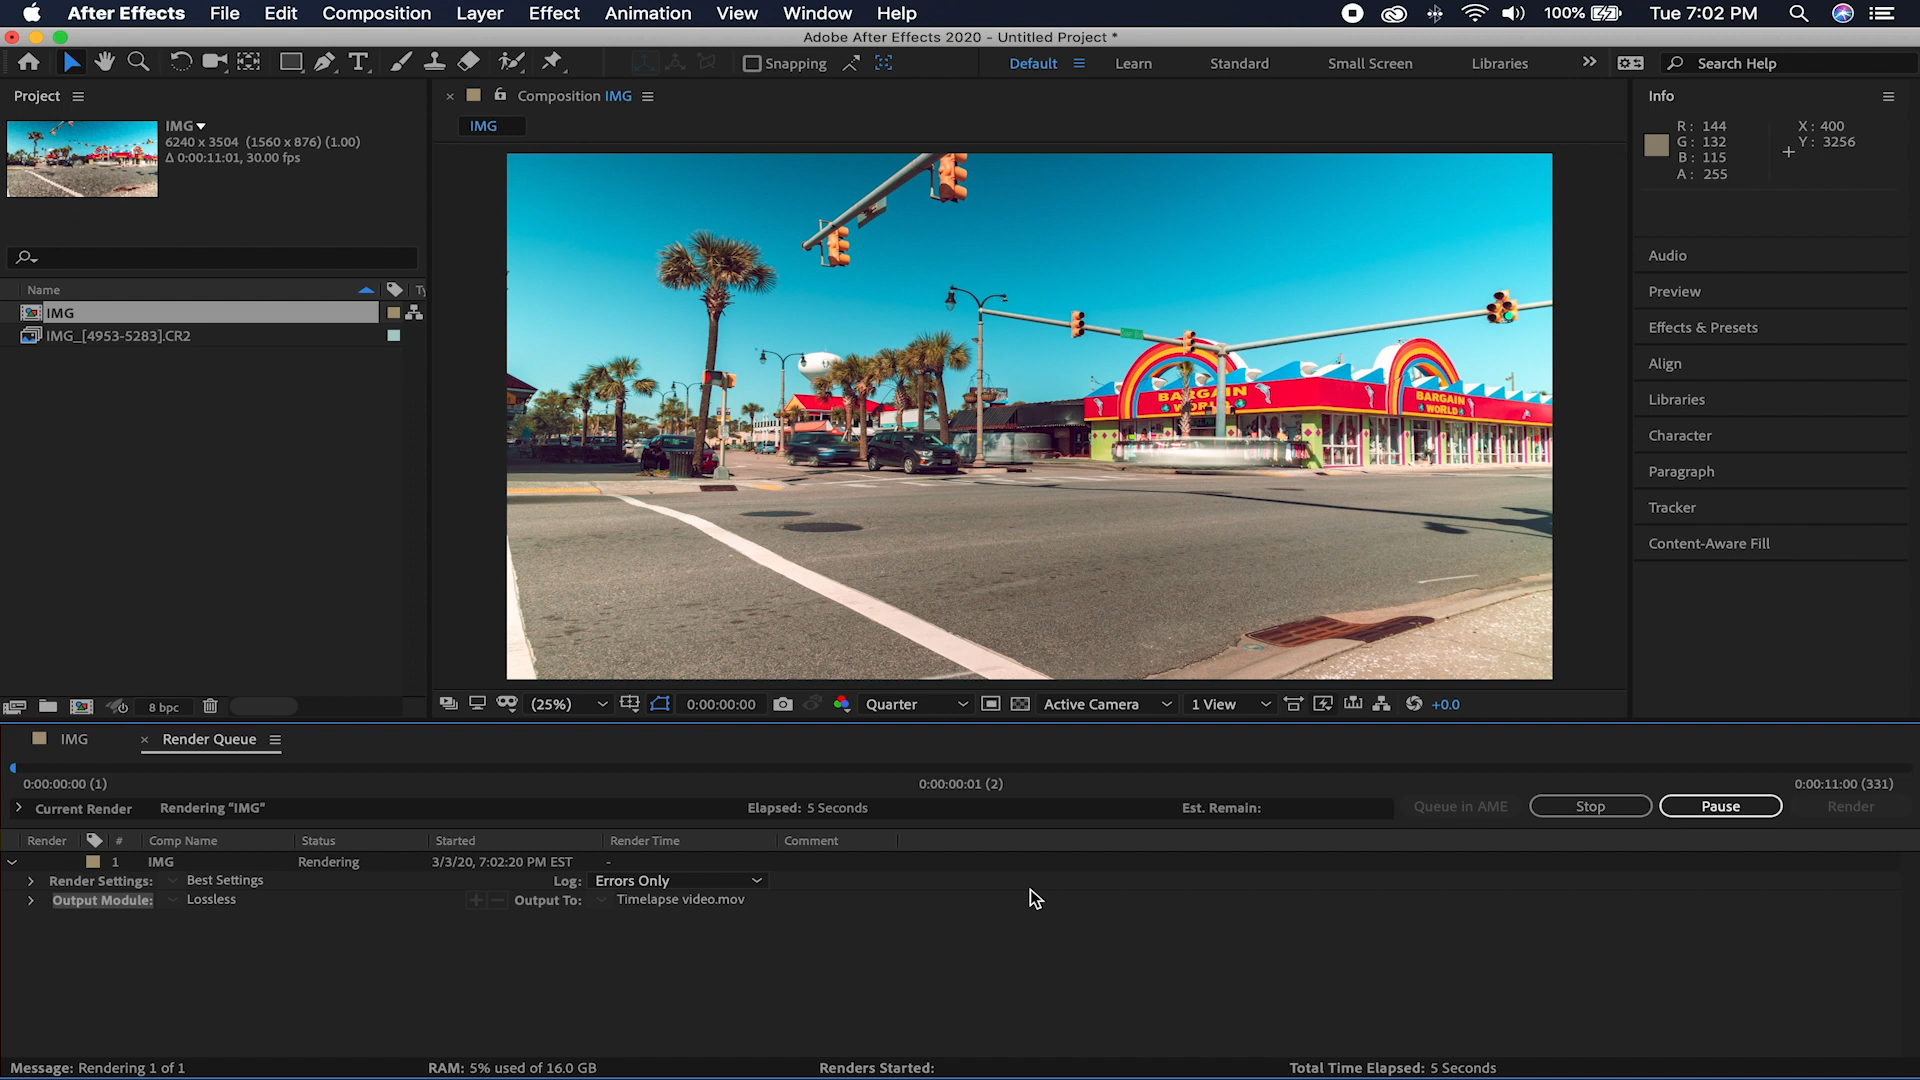 After Effects File Edit Composition Layer Effect Animation View Window Help 100% Tue 7:02 PM
Adobe After Effects 2020 - Untitled Project *
Snapping Default Learn Standard Small Screen Libraries Search Help
Project
Composition IMG
Info
IMG
6240 x 3504 (1560 x 876) (1.00)
Δ 0:00:11:01, 30.00 fps
IMG
R: 144
G: 132
B: 115
A: 255
X: 400
Y: 3256
BARGAIN
WORLD
BARGAIN
WORLD
Audio
Preview
Effects & Presets
Align
Libraries
Character
Paragraph
Tracker
Content-Aware Fill
Name Ty
IMG
IMG_[4953-5283].CR2
8 bpc
(25%) 0:00:00:00 Quarter Active Camera 1 View +0.0
IMG Render Queue
0:00:00:00 (1) 0:00:00:01 (2) 0:00:11:00 (331)
Current Render Rendering "IMG" Elapsed: 5 Seconds Est. Remain: Queue in AME Stop Pause Render
Render # Comp Name Status Started Render Time Comment
1 IMG Rendering 3/3/20, 7:02:20 PM EST -
Render Settings: Best Settings Log: Errors Only
Output Module: Lossless + − Output To: Timelapse video.mov
Message: Rendering 1 of 1 RAM: 5% used of 16.0 GB Renders Started: Total Time Elapsed: 5 Seconds